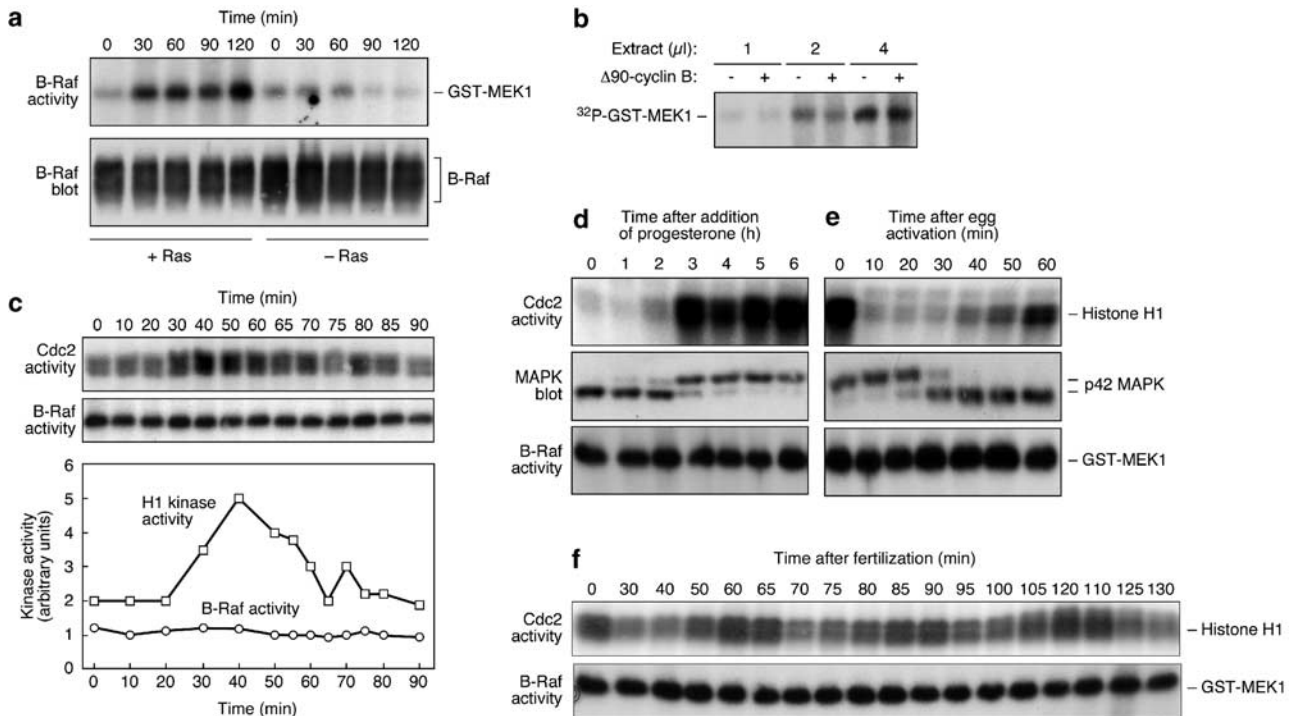 a
Time (min)
0 30 60 90 120 0 30 60 90 120
B-Raf
activity
– GST-MEK1
B-Raf
blot
B-Raf
+ Ras – Ras
b
Extract (µl): 1 2 4
Δ90-cyclin B: - + - + - +
³²P-GST-MEK1 –
c
Time (min)
0 10 20 30 40 50 60 65 70 75 80 85 90
Cdc2
activity
B-Raf
activity
Kinase activity
(arbitrary units)
6
5
4
3
2
1
0
H1 kinase
activity
B-Raf activity
0 10 20 30 40 50 60 70 80 90
Time (min)
d
Time after addition
of progesterone (h)
0 1 2 3 4 5 6
Cdc2
activity
MAPK
blot
B-Raf
activity
e
Time after egg
activation (min)
0 10 20 30 40 50 60
– Histone H1
p42 MAPK
– GST-MEK1
f
Time after fertilization (min)
0 30 40 50 60 65 70 75 80 85 90 95 100 105 120 110 125 130
Cdc2
activity
– Histone H1
B-Raf
activity
– GST-MEK1